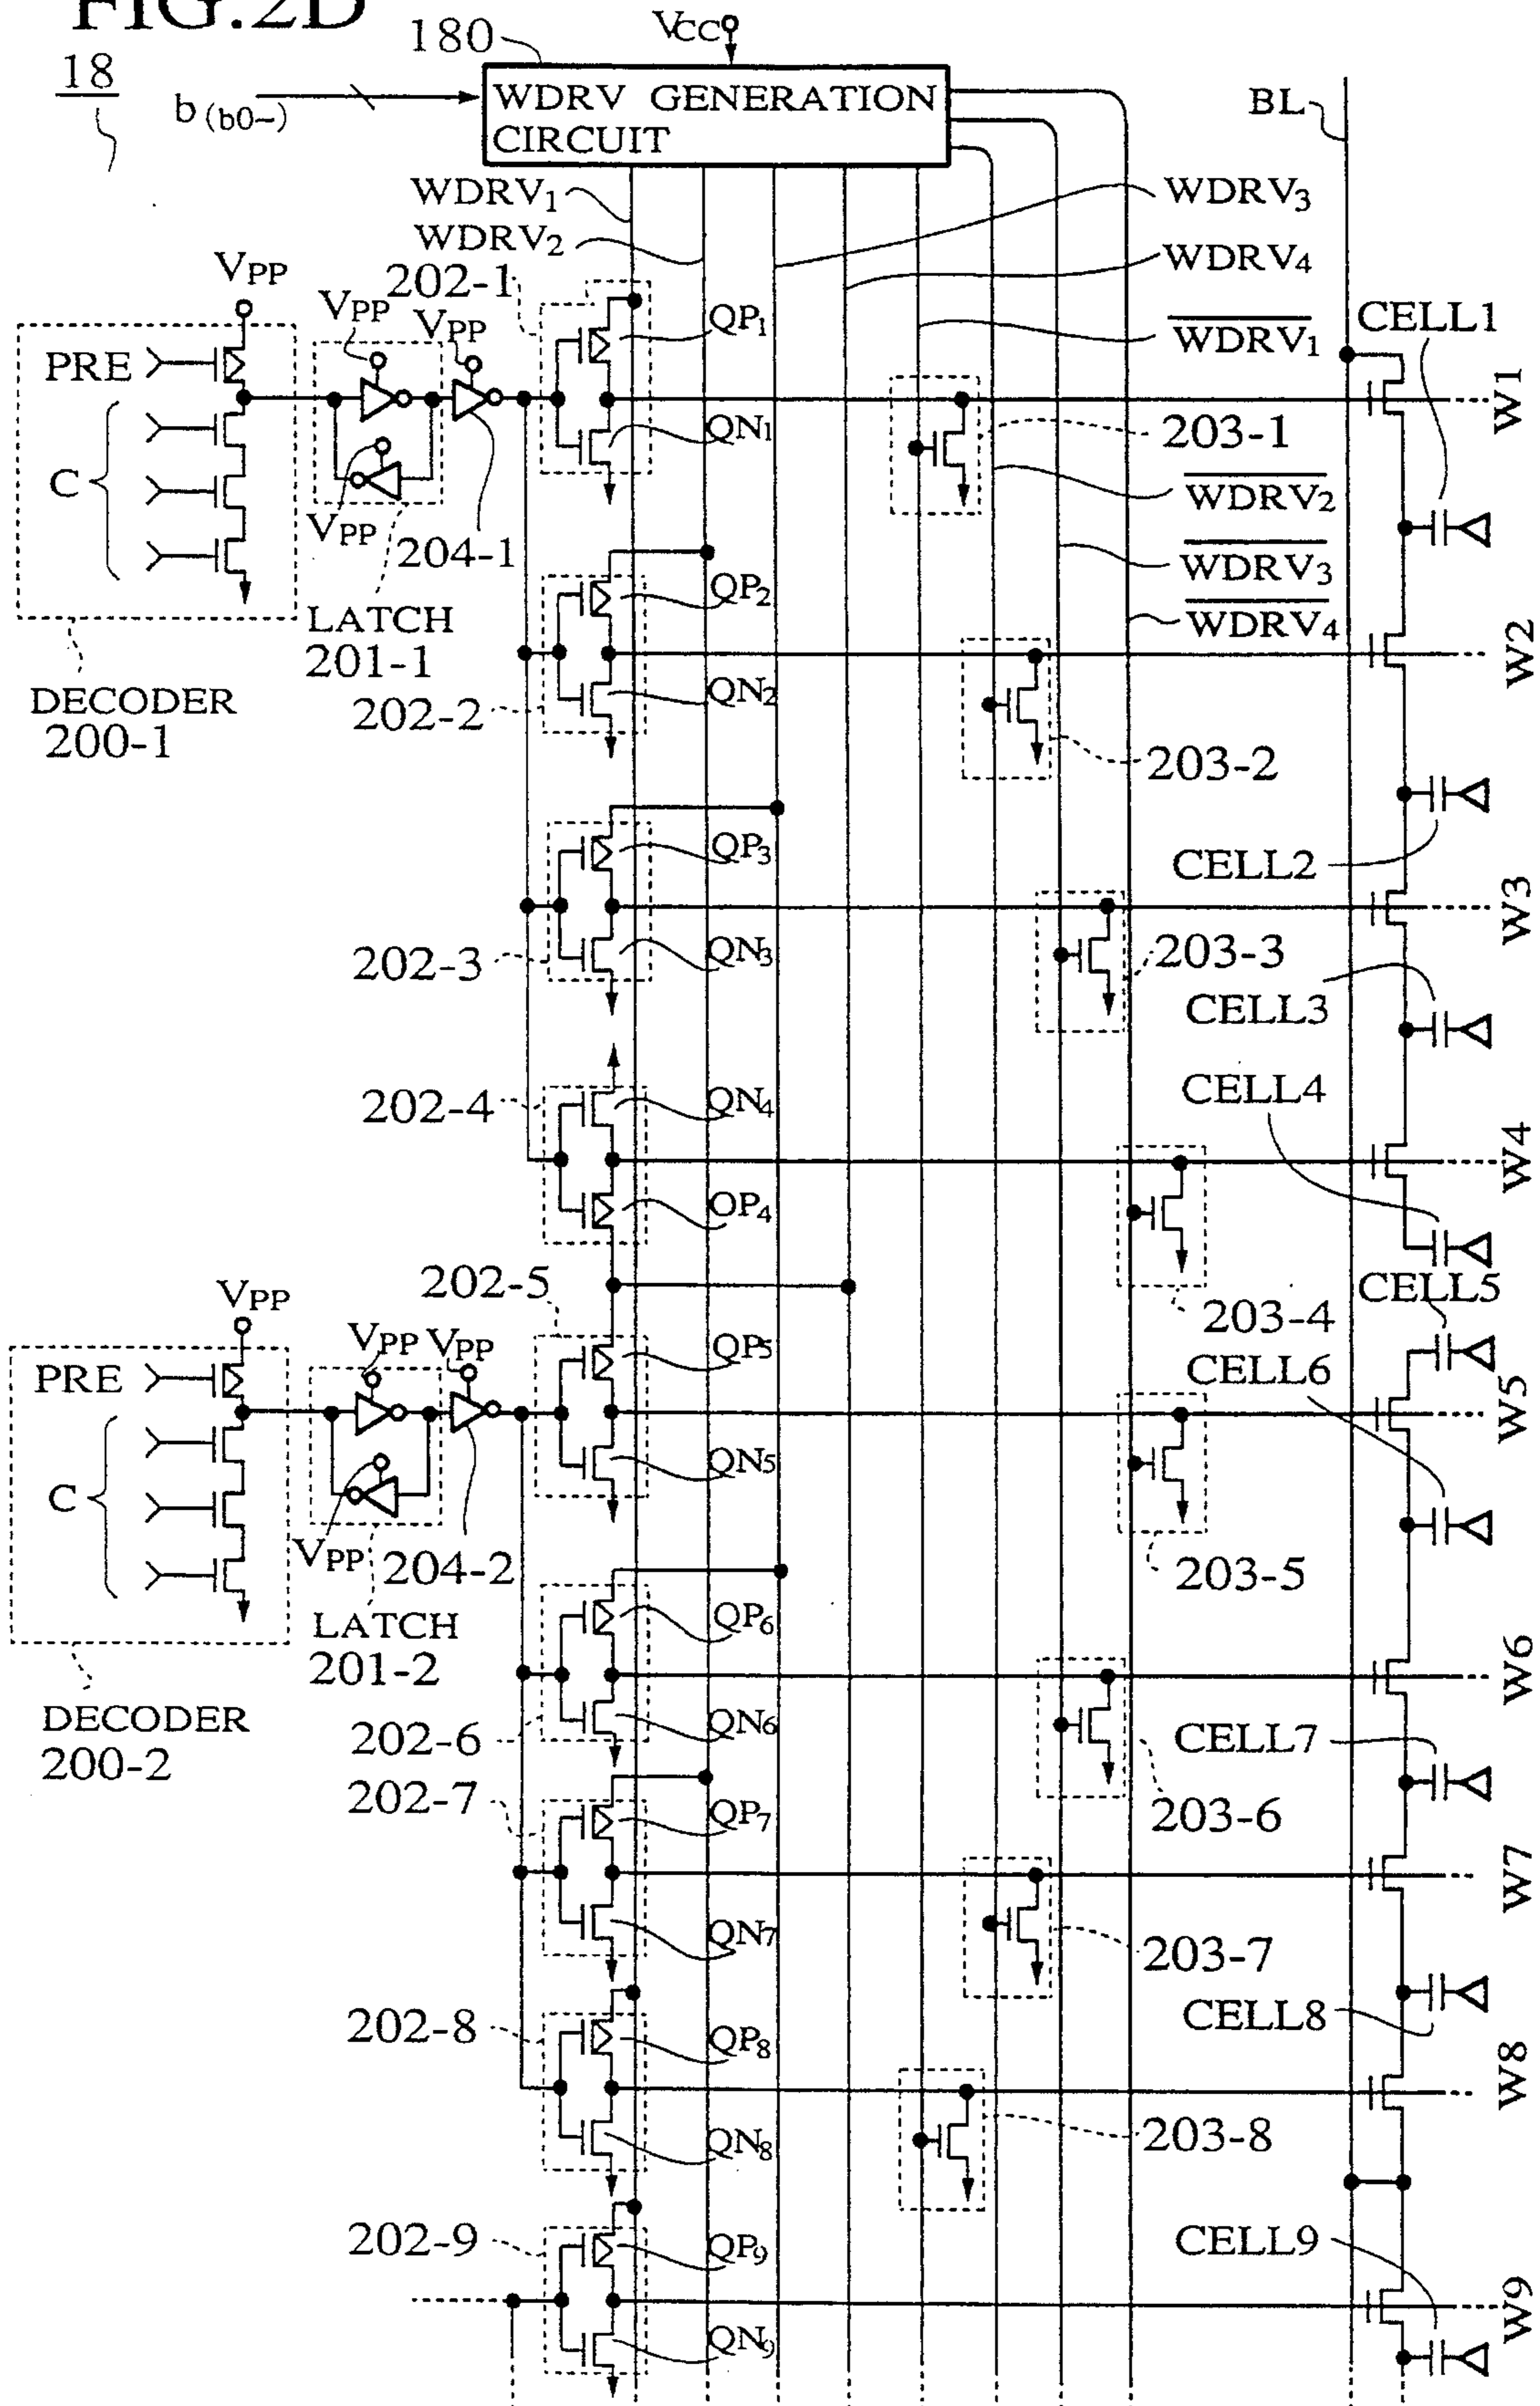 FIG.2D
18
180
VCC
b (b0~)
WDRV GENERATION
CIRCUIT
BL
WDRV1
WDRV2
WDRV3
WDRV4
WDRV1
WDRV2
WDRV3
WDRV4
VPP
VPP
VPP
VPP
PRE
C
DECODER
200-1
LATCH
201-1
204-1
202-1
QP1
QN1
203-1
CELL1
W1
202-2
QP2
QN2
203-2
CELL2
W2
202-3
QP3
QN3
203-3
CELL3
W3
202-4
QN4
QP4
203-4
CELL4
W4
VPP
VPP
VPP
VPP
PRE
C
DECODER
200-2
LATCH
201-2
204-2
202-5
QP5
QN5
203-5
CELL5
W5
202-6
QP6
QN6
203-6
CELL6
W6
202-7
QP7
QN7
203-7
CELL7
W7
202-8
QP8
QN8
203-8
CELL8
W8
202-9
QP9
QN9
CELL9
W9